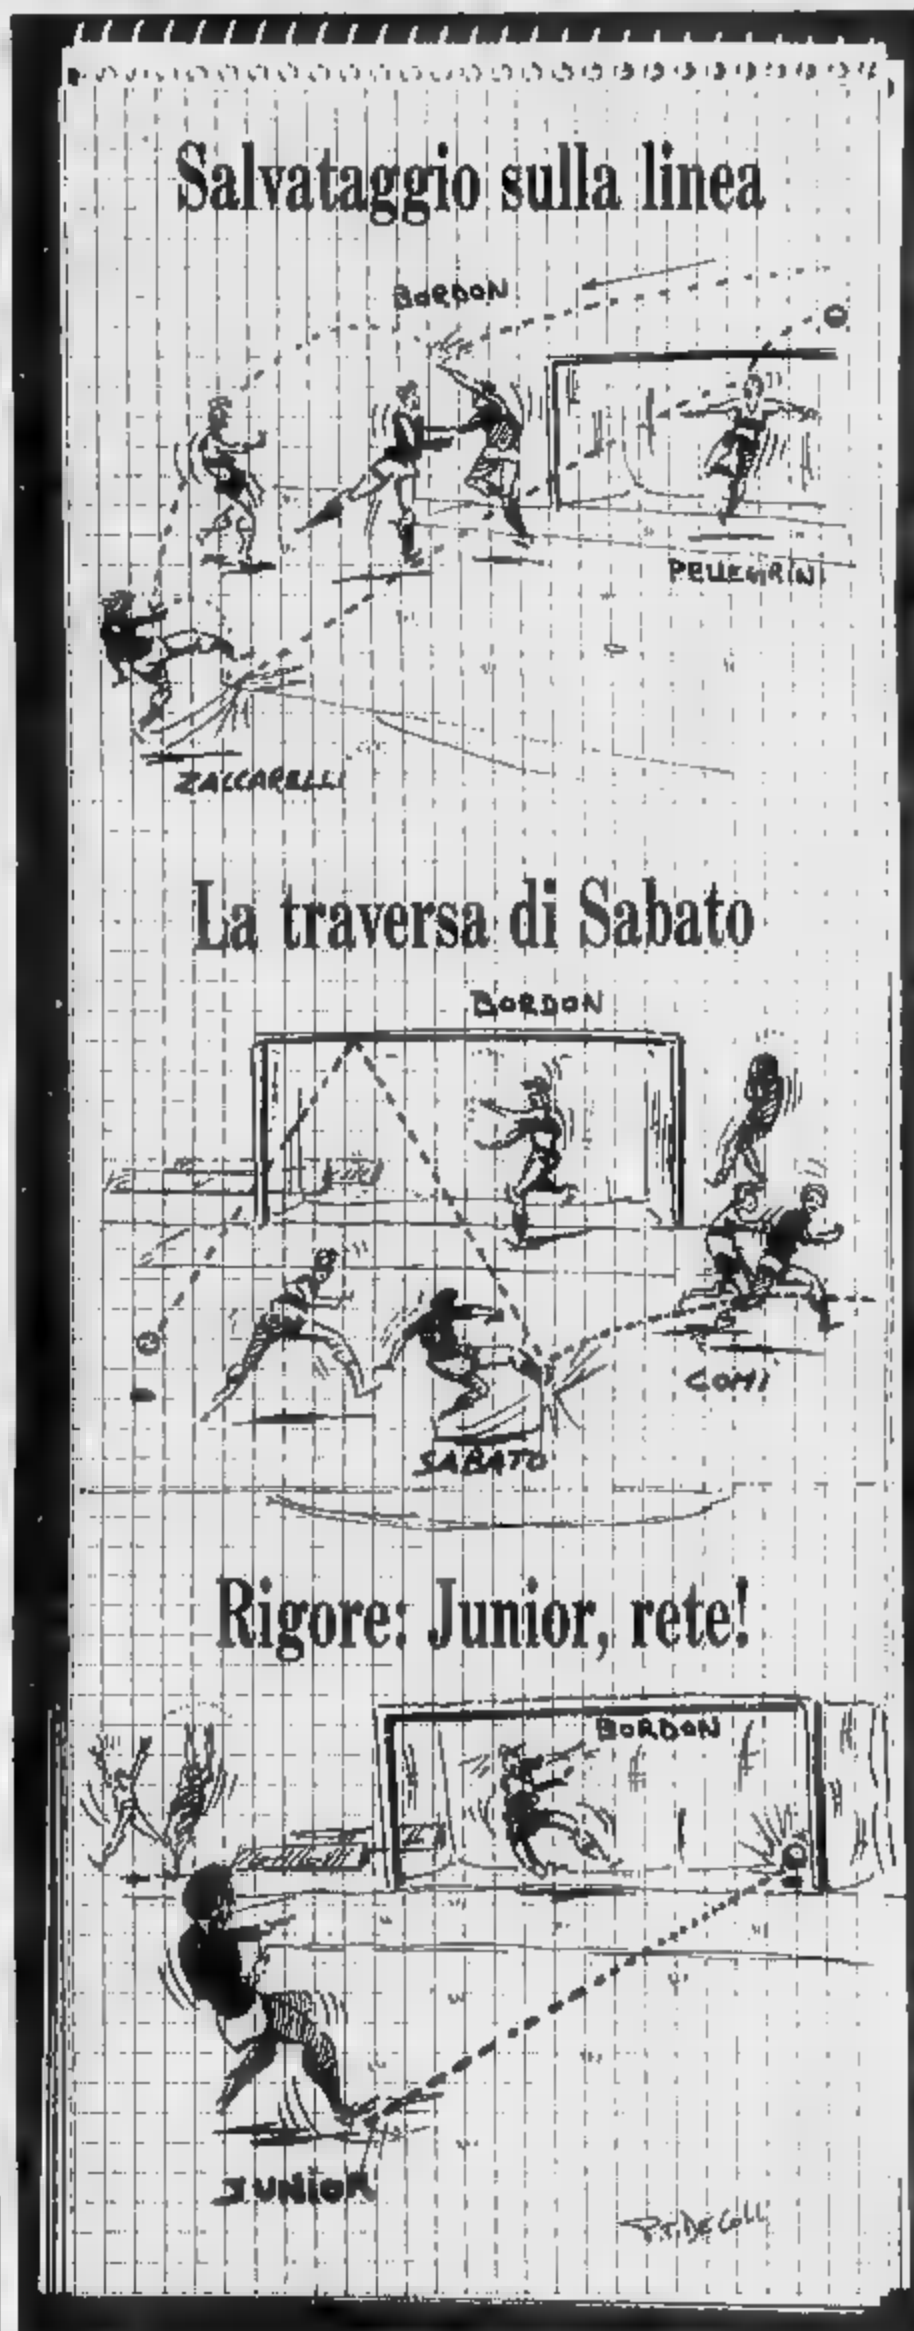 Salvataggio sulla linea
BORDON
PELLEGRINI
ZACCARELLI
La traversa di Sabato
BORDON
COMI
SABATO
Rigore: Junior, rete!
BORDON
JUNIOR